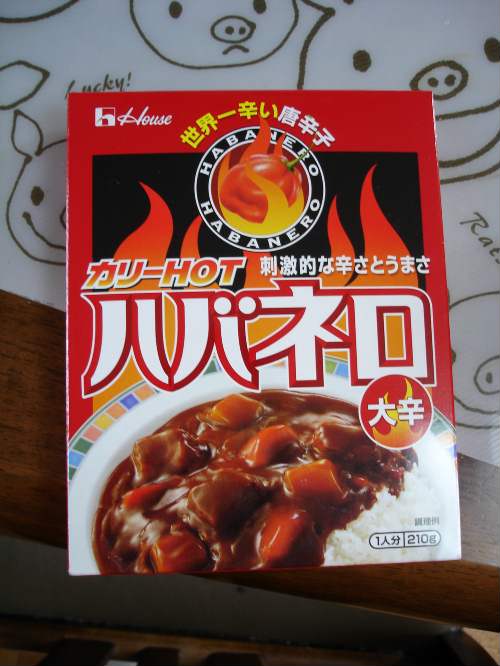 Lucky!
House
世界一辛い唐辛子
HABANERO
HABANERO
カリーHOT 刺激的な辛さとうまさ
ハバネロ
大辛
調理例
1人分 210g